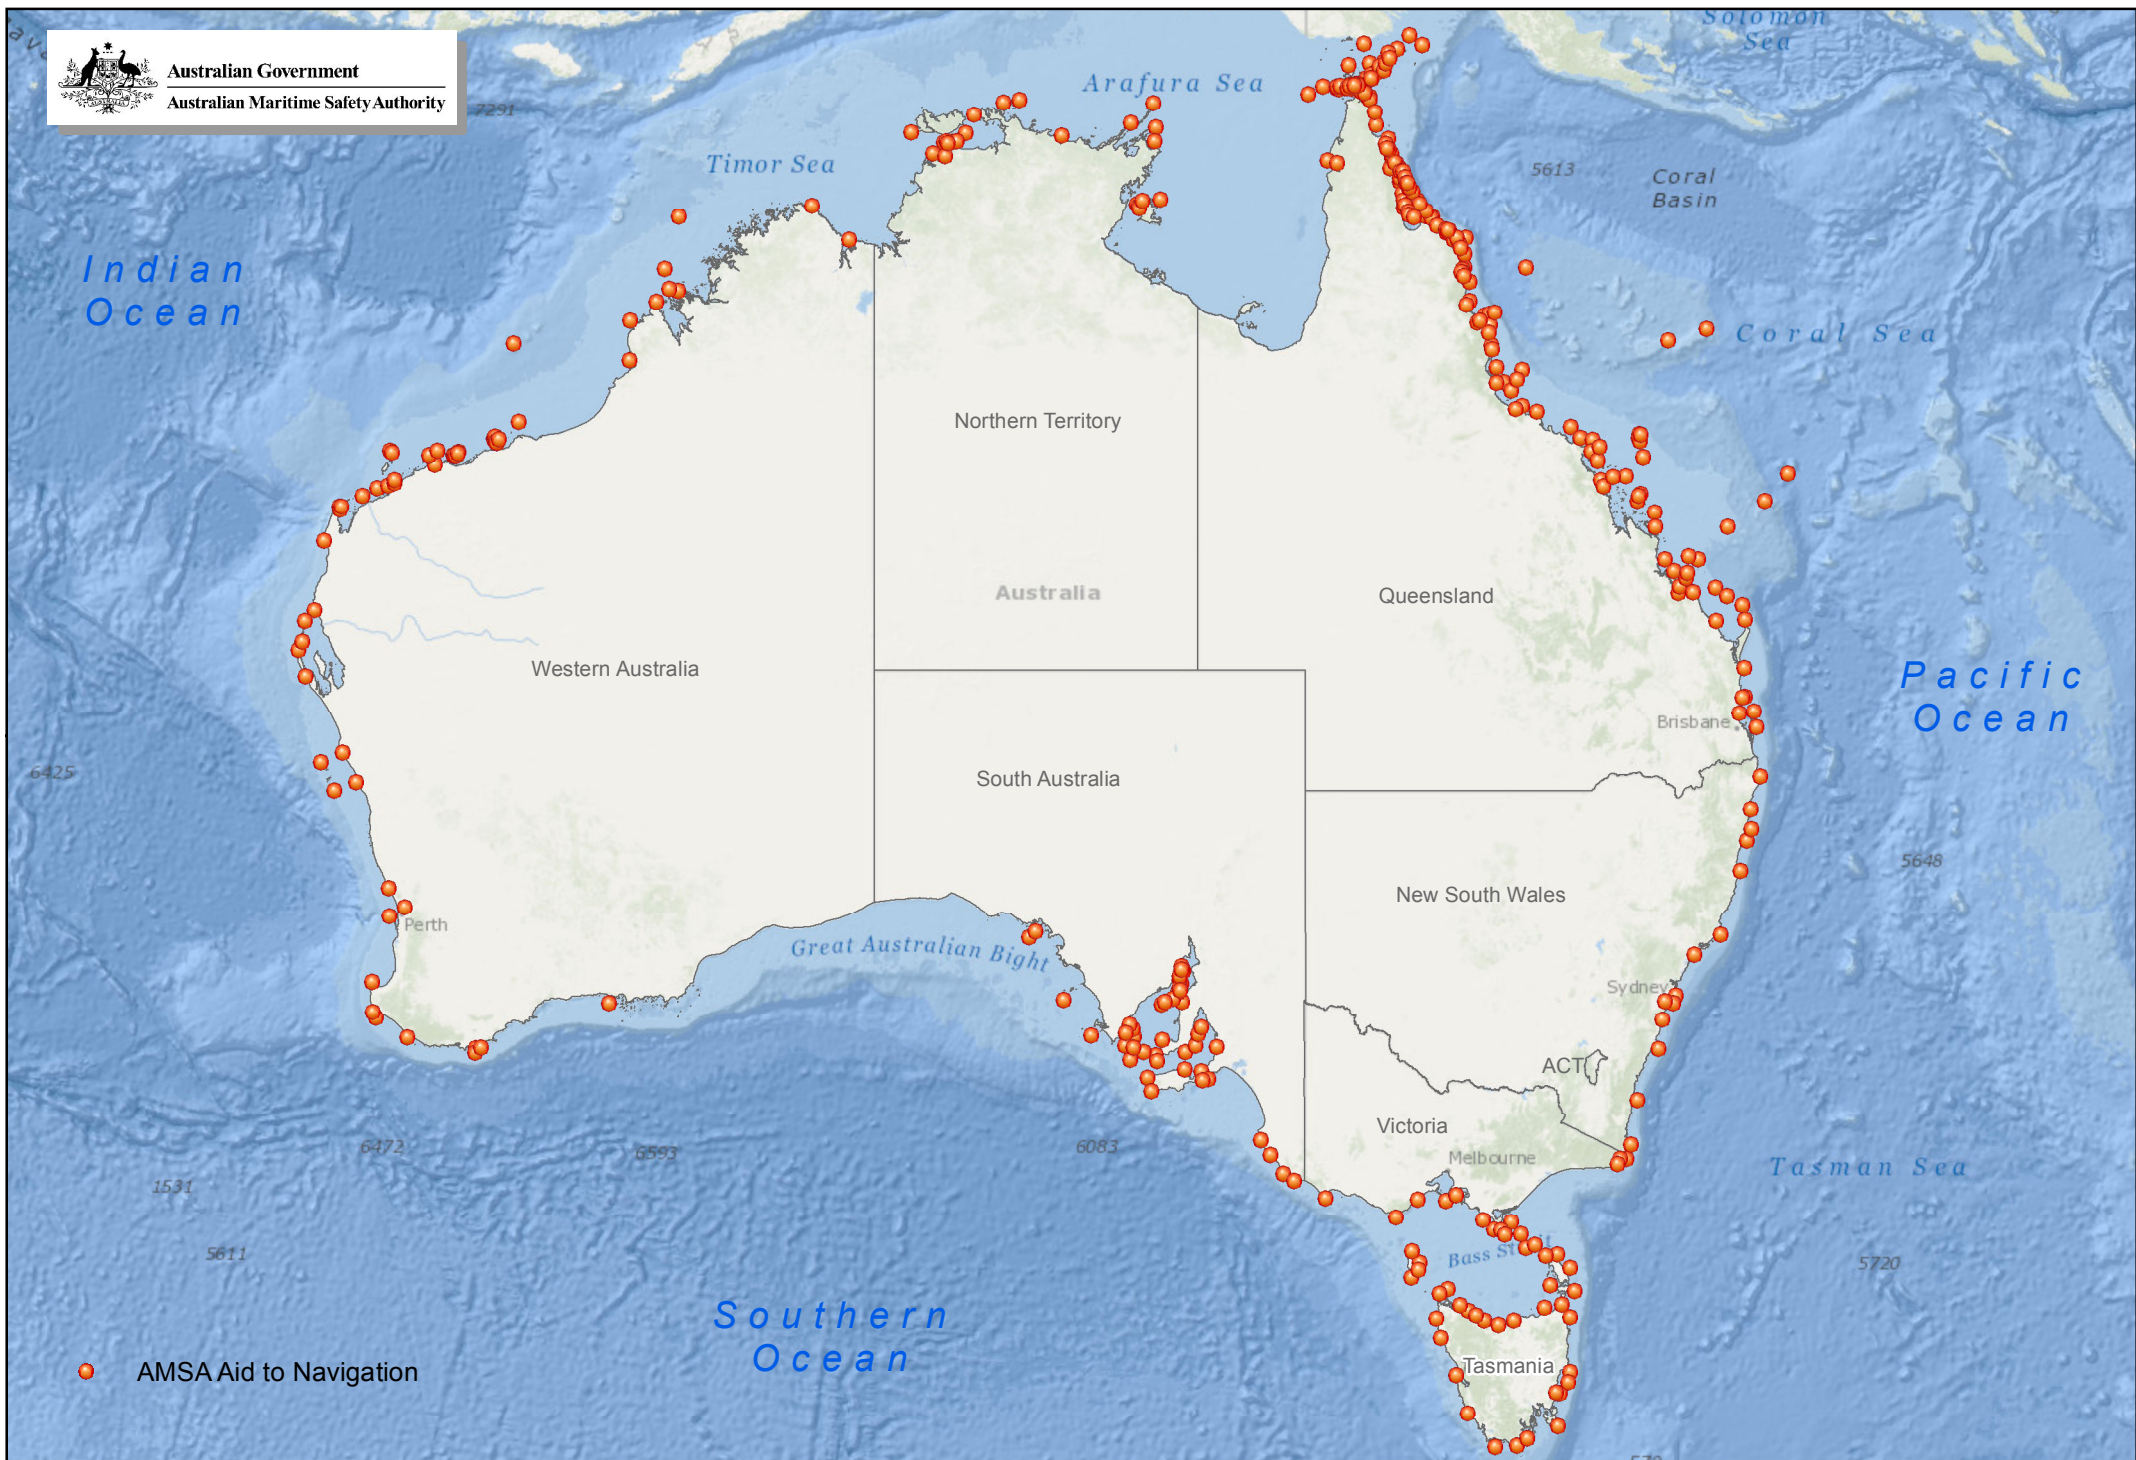 Solomon
Sea
Australian Government
Australian Maritime Safety Authority
7291
Arafura Sea
Timor Sea
5613
Coral
Basin
Indian
Ocean
Coral Sea
Northern Territory
Australia
Queensland
Western Australia
Pacific
Ocean
Brisbane
6425
South Australia
5648
New South Wales
Perth
Great Australian Bight
Sydney
ACT
Victoria
6472
6593
6083
Melbourne
Tasman Sea
1531
5611
Bass
5720
Southern
Ocean
Tasmania
AMSA Aid to Navigation